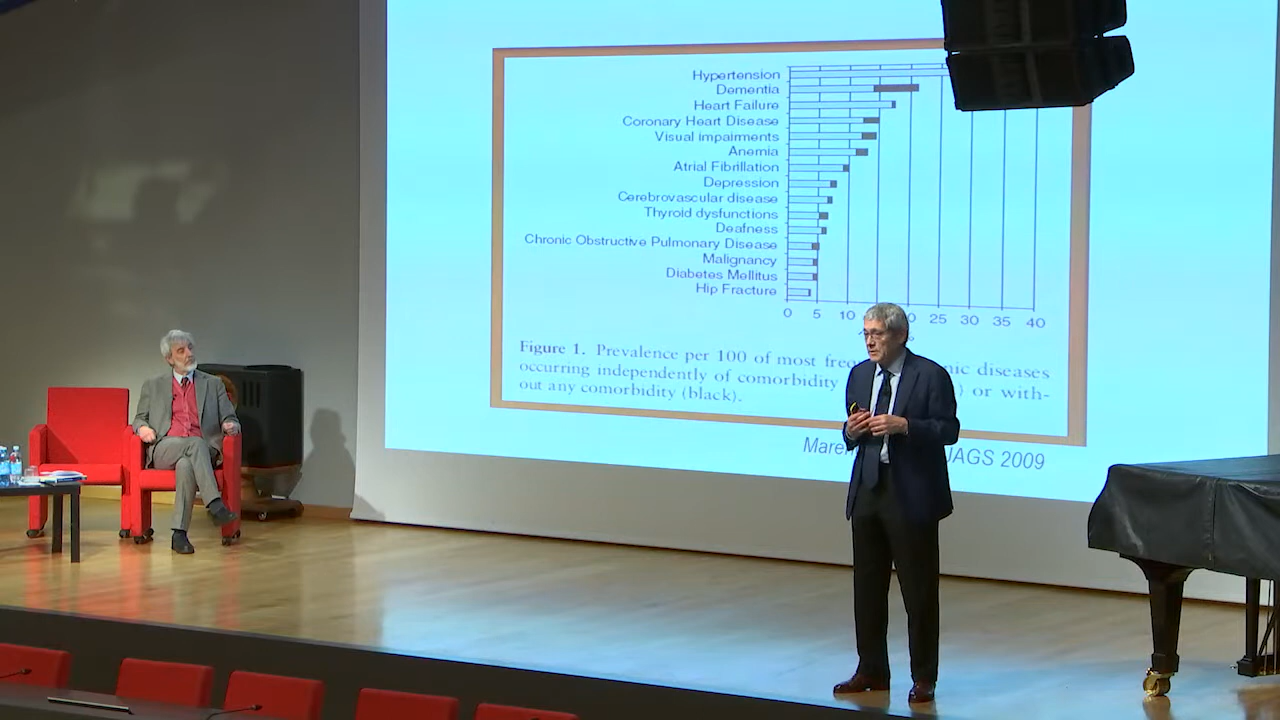 Hypertension
Dementia
Heart Failure
Coronary Heart Disease
Visual impairments
Anemia
Atrial Fibrillation
Depression
Cerebrovascular disease
Thyroid dysfunctions
Deafness
Chronic Obstructive Pulmonary Disease
Malignancy
Diabetes Mellitus
Hip Fracture
0 5 10 25 30 35 40
Figure 1. Prevalence per 100 of most diseases
occurring independently of comorbidity or with-
out any comorbidity (black).
JAGS 2009